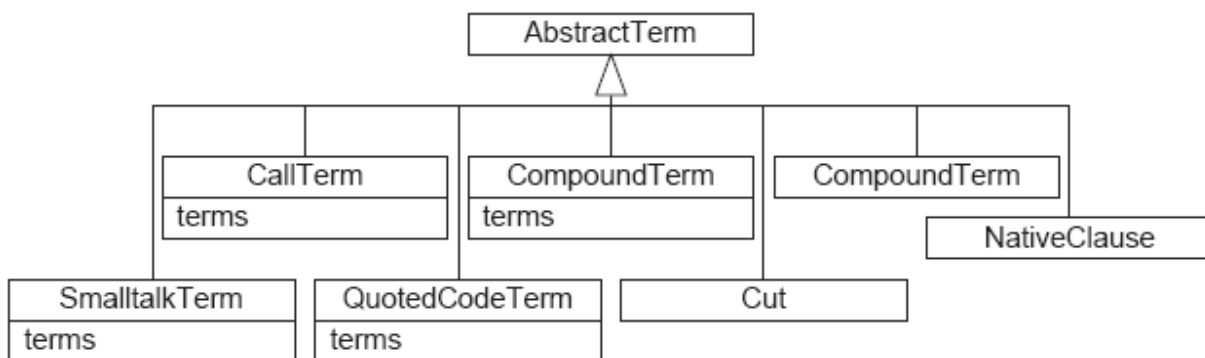 AbstractTerm
CallTerm
terms
CompoundTerm
terms
CompoundTerm
NativeClause
SmalltalkTerm
terms
QuotedCodeTerm
terms
Cut